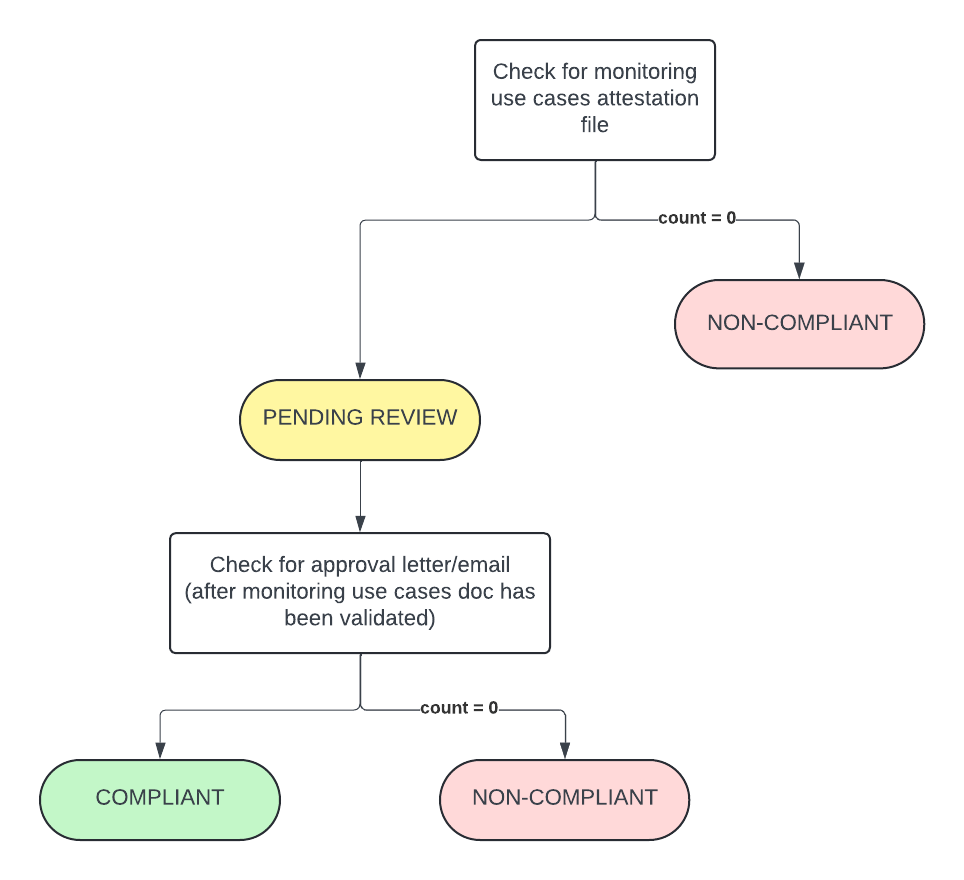 Check for monitoring
use cases attestation
file
count = 0
NON-COMPLIANT
PENDING REVIEW
Check for approval letter/email
(after monitoring use cases doc has
been validated)
count = 0
COMPLIANT
NON-COMPLIANT